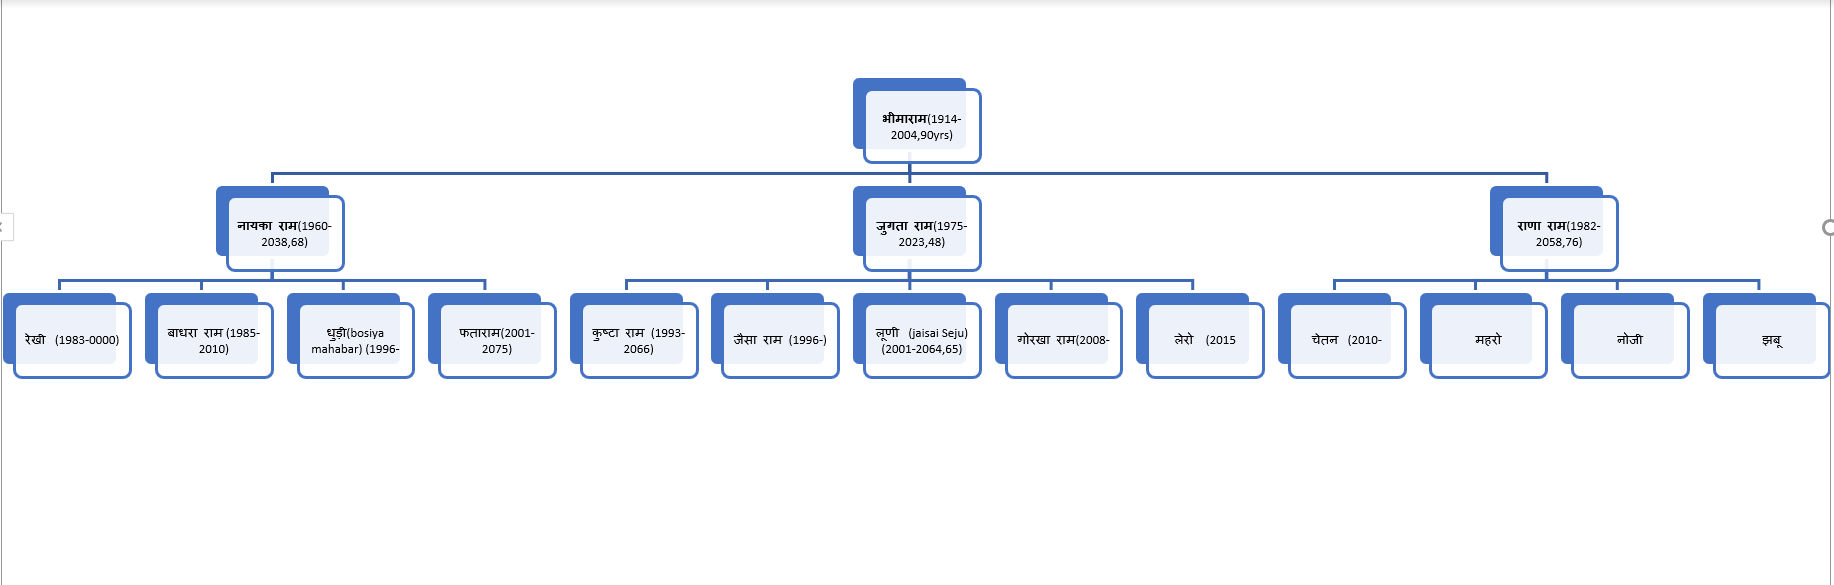 भीमाराम(1914-
2004,90yrs)
नायका राम(1960-
2038,68)
जुगता राम(1975-
2023,48)
राणा राम(1982-
2058,76)
रेखी (1983-0000)
बाधरा राम (1985-
2010)
धुड़ी(bosiya
mahabar) (1996-
फताराम(2001-
2075)
कुष्टा राम (1993-
2066)
जैसा राम (1996-)
लूणी (jaisai Seju)
(2001-2064,65)
गोरखा राम(2008-
लेरो (2015
चेतन (2010-
महरो
नोजी
झबू